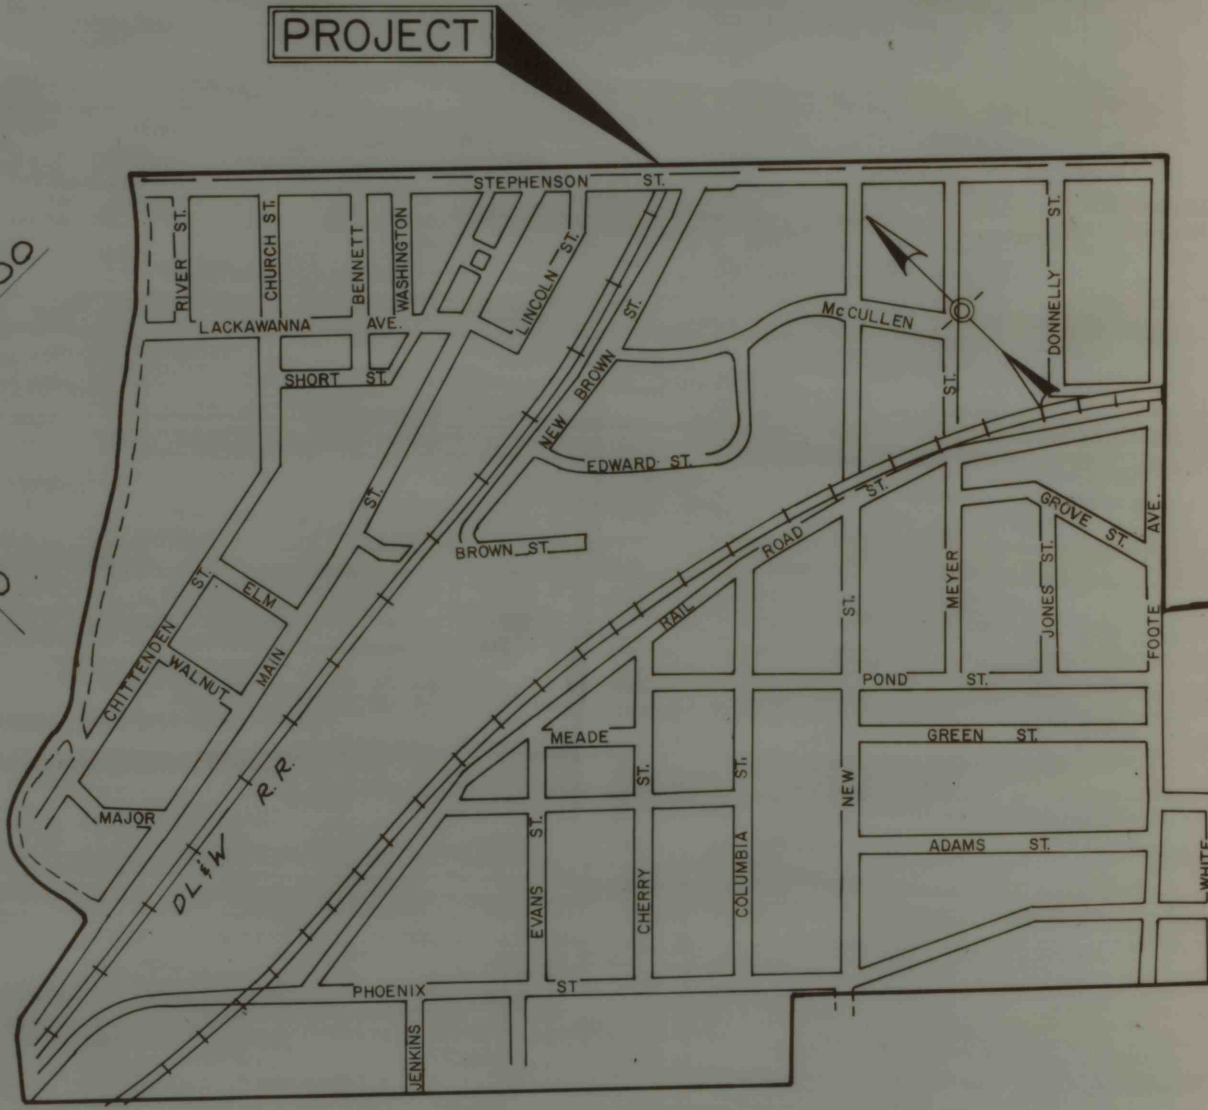 PROJECT
STEPHENSON ST.
RIVER ST.
CHURCH ST.
BENNETT
WASHINGTON
LINCOLN ST.
DONNELLY ST.
LACKAWANNA AVE.
McCULLEN
ST.
SHORT ST.
NEW BROWN ST.
EDWARD ST.
ST.
BROWN ST.
RAIL ROAD ST.
GROVE ST.
FOOTE AVE.
CHITTENDEN ST.
ELM
WALNUT
MAIN
MEYER
JONES ST.
ST.
POND ST.
MEADE
GREEN ST.
NEW
MAJOR
DL & W R.R.
EVANS ST.
CHERRY ST.
COLUMBIA ST.
ADAMS ST.
WHITE
PHOENIX ST
JENKINS